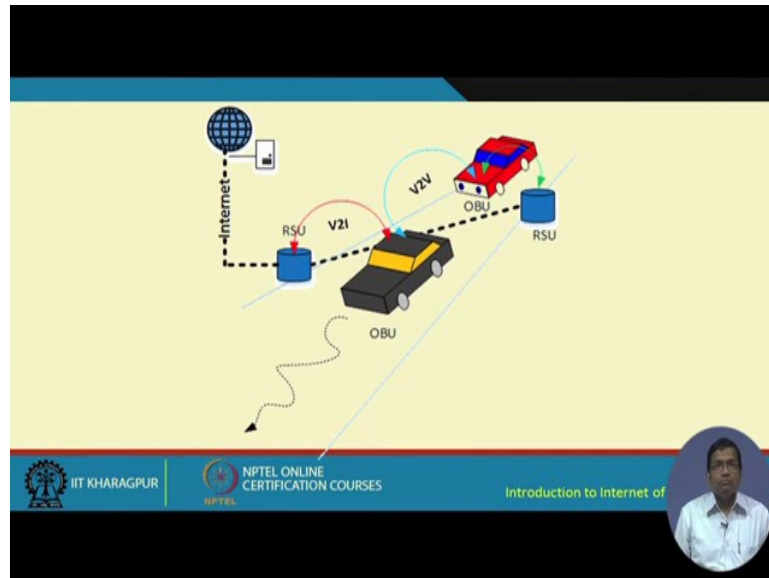 Internet
V2I
V2V
RSU
OBU
RSU
OBU
IIT KHARAGPUR
NPTEL
NPTEL ONLINE
CERTIFICATION COURSES
Introduction to Internet of